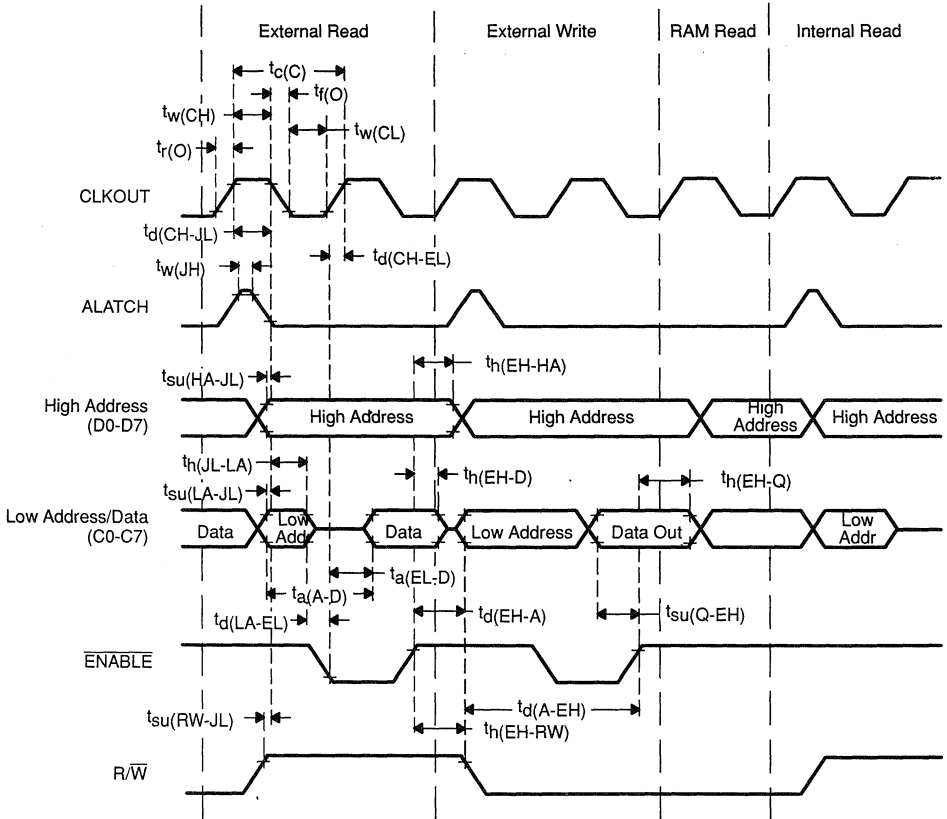 External Read External Write RAM Read Internal Read
tc(C)
tf(O)
tw(CH)
tw(CL)
tr(O)
CLKOUT
td(CH-JL)
td(CH-EL)
tw(JH)
ALATCH
th(EH-HA)
tsu(HA-JL)
High Address
(D0-D7)
High Address High Address High
Address High Address
th(JL-LA)
th(EH-D)
th(EH-Q)
tsu(LA-JL)
Low Address/Data
(C0-C7)
Data Low
Addr Data Low Address Data Out Low
Addr
ta(EL-D)
ta(A-D)
td(LA-EL)
td(EH-A)
tsu(Q-EH)
ENABLE
td(A-EH)
tsu(RW-JL)
th(EH-RW)
R/W